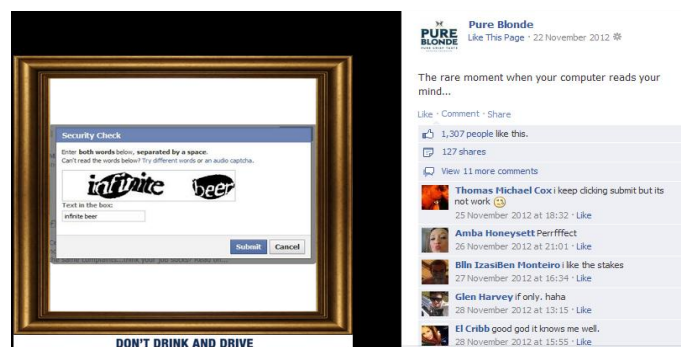 Security Check
Enter both words below, separated by a space.
Can't read the words below? Try different words or an audio captcha.
infinite beer
Text in the box:
infinite beer
Submit Cancel
DON'T DRINK AND DRIVE
PURE
BLONDE
Pure Blonde
Like This Page · 22 November 2012
The rare moment when your computer reads your
mind...
Like · Comment · Share
1,307 people like this.
127 shares
View 11 more comments
Thomas Michael Cox i keep clicking submit but its
not work
25 November 2012 at 18:32 · Like
Amba Honeysett Perrfffect
26 November 2012 at 21:01 · Like
Blln IzasiBen Monteiro i like the stakes
27 November 2012 at 16:34 · Like
Glen Harvey if only. haha
28 November 2012 at 13:15 · Like
El Cribb good god it knows me well.
28 November 2012 at 15:55 · Like